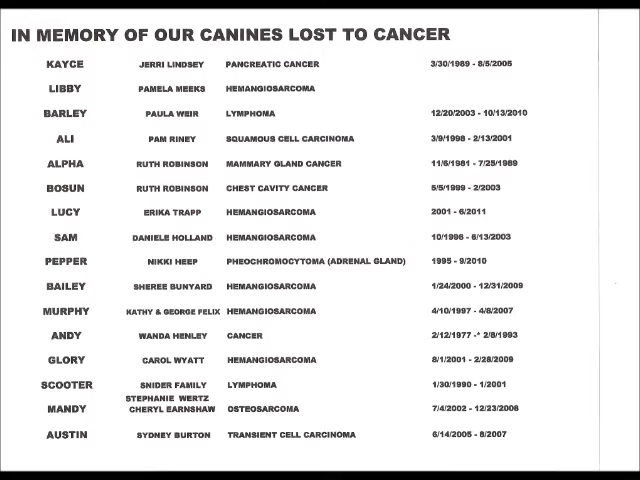 IN MEMORY OF OUR CANINES LOST TO CANCER
KAYCE JERRI LINDSEY PANCREATIC CANCER 3/30/1989 - 8/5/2005
LIBBY PAMELA MEEKS HEMANGIOSARCOMA
BARLEY PAULA WEIR LYMPHOMA 12/20/2003 - 10/13/2010
ALI PAM RINEY SQUAMOUS CELL CARCINOMA 3/9/1998 - 2/13/2001
ALPHA RUTH ROBINSON MAMMARY GLAND CANCER 11/6/1981 - 7/25/1989
BOSUN RUTH ROBINSON CHEST CAVITY CANCER 5/5/1999 - 2/2003
LUCY ERIKA TRAPP HEMANGIOSARCOMA 2001 - 6/2011
SAM DANIELE HOLLAND HEMANGIOSARCOMA 10/1996 - 6/13/2003
PEPPER NIKKI HEEP PHEOCHROMOCYTOMA (ADRENAL GLAND) 1995 - 9/2010
BAILEY SHEREE BUNYARD HEMANGIOSARCOMA 1/24/2000 - 12/31/2009
MURPHY KATHY & GEORGE FELIX HEMANGIOSARCOMA 4/10/1997 - 4/8/2007
ANDY WANDA HENLEY CANCER 2/12/1977 -* 2/8/1993
GLORY CAROL WYATT HEMANGIOSARCOMA 8/1/2001 - 2/28/2009
SCOOTER SNIDER FAMILY LYMPHOMA 1/30/1990 - 1/2001
STEPHANIE WERTZ
MANDY CHERYL EARNSHAW OSTEOSARCOMA 7/4/2002 - 12/23/2008
AUSTIN SYDNEY BURTON TRANSIENT CELL CARCINOMA 6/14/2005 - 8/2007